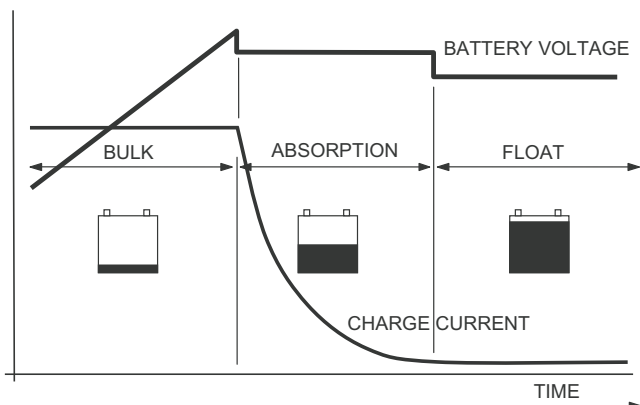 BATTERY VOLTAGE
BULK
ABSORPTION
FLOAT
CHARGE CURRENT
TIME